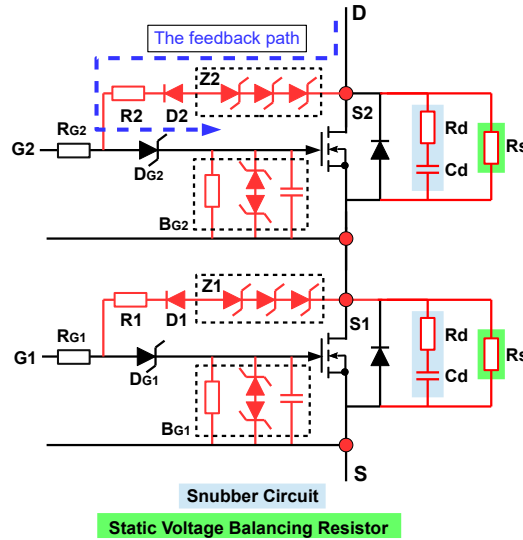 D
The feedback path
Z2
R2
D2
S2
RG2
G2
DG2
Rd
Cd
Rs
BG2
Z1
R1
D1
S1
RG1
G1
DG1
Rd
Cd
Rs
BG1
S
Snubber Circuit
Static Voltage Balancing Resistor